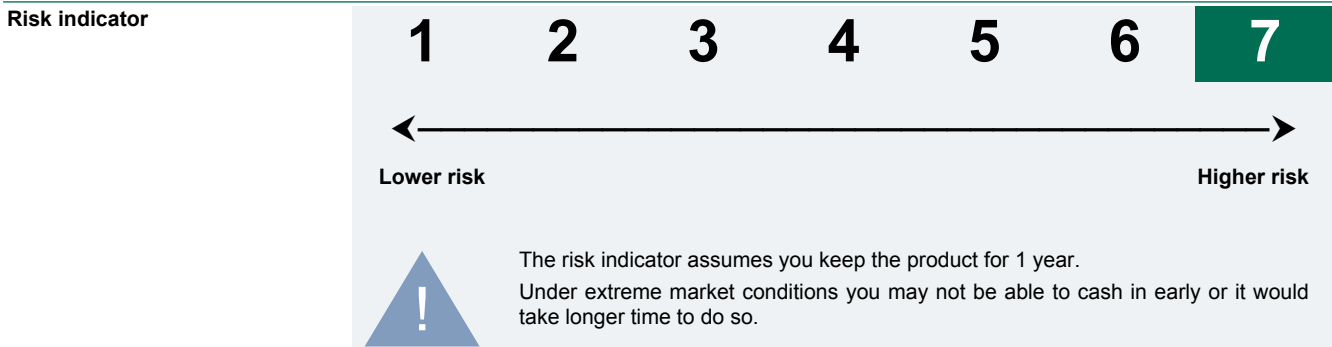 Risk indicator
1 2 3 4 5 6 7
Lower risk Higher risk
!
The risk indicator assumes you keep the product for 1 year.
Under extreme market conditions you may not be able to cash in early or it would
take longer time to do so.